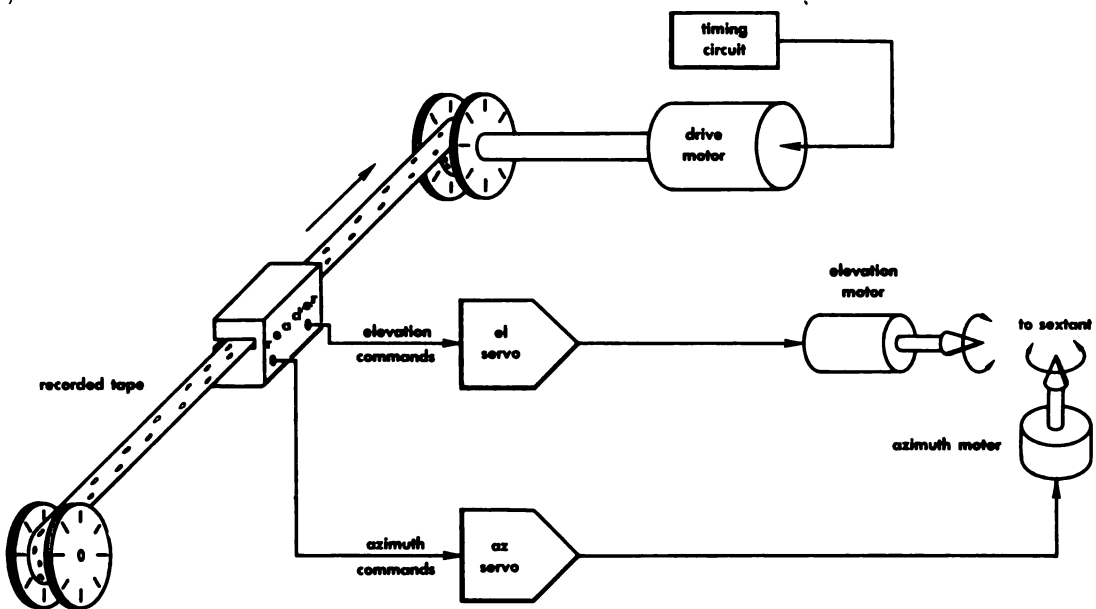 timing
circuit
drive
motor
elevation
motor
reader
elevation
commands
el
servo
to sextant
recorded tape
azimuth motor
azimuth
commands
az
servo